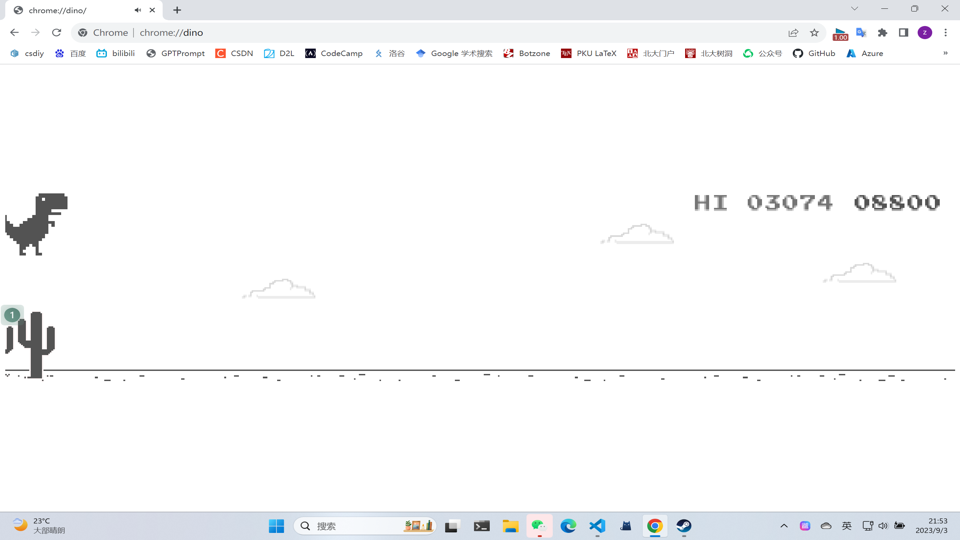 chrome://dino/
Chrome | chrome://dino
1.00
z
csdiy 百度 bilibili GPTPrompt CSDN D2L CodeCamp 洛谷 Google 学术搜索 Botzone PKU LaTeX 北大门户 北大树洞 公众号 GitHub Azure »
HI 03074 08800
1
23°C
大部晴朗
搜索
英
21:53
2023/9/3